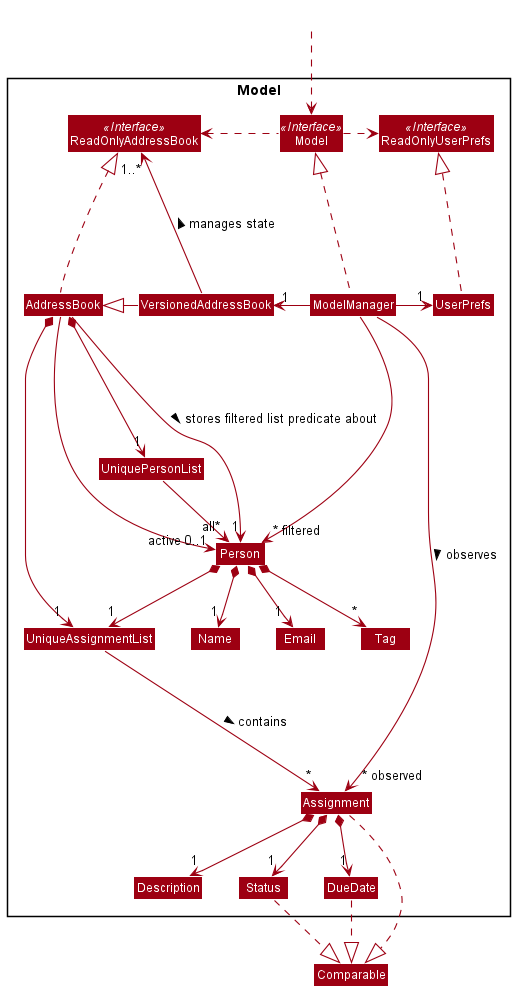 Model
«Interface»
ReadOnlyAddressBook
«Interface»
Model
«Interface»
ReadOnlyUserPrefs
1..*
manages state
AddressBook
VersionedAddressBook
1
ModelManager
1
UserPrefs
stores filtered list predicate about
1
UniquePersonList
all*
1
* filtered
active 0..1
Person
observes
1
1
1
1
*
UniqueAssignmentList
Name
Email
Tag
contains
*
* observed
Assignment
1
1
1
Description
Status
DueDate
Comparable